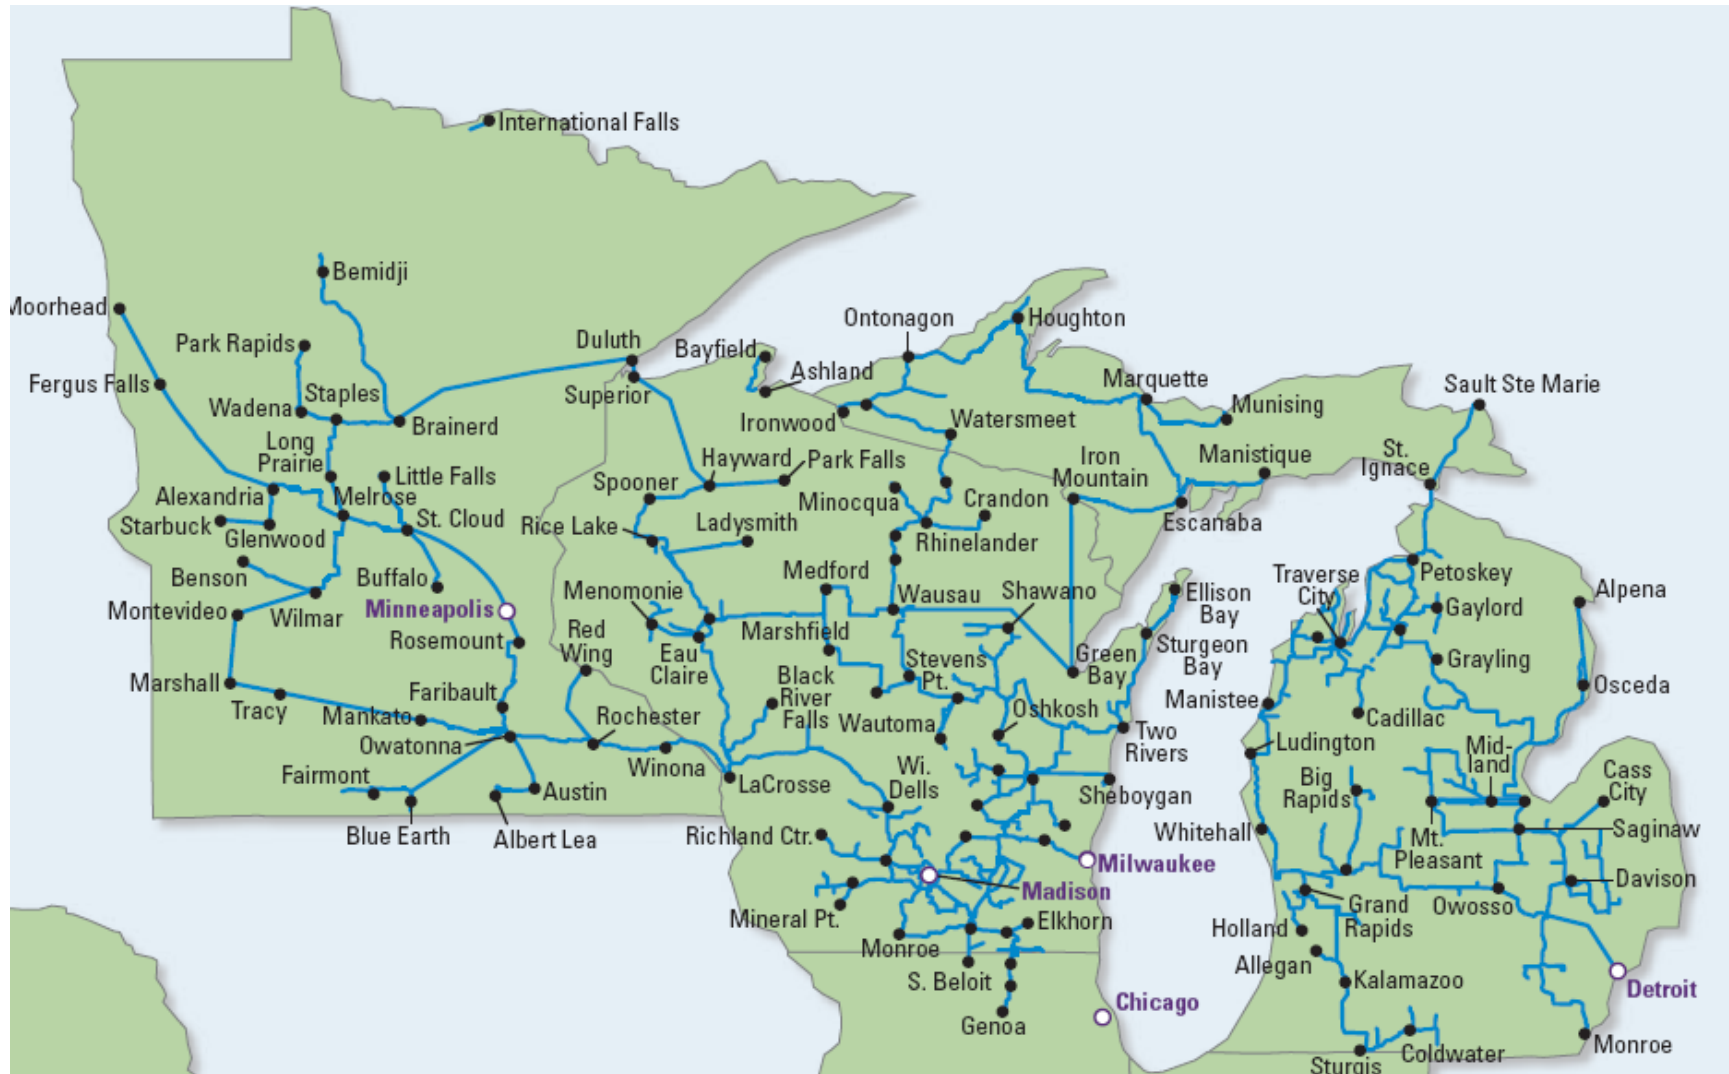 International Falls
Bemidji
Moorhead
Park Rapids
Fergus Falls
Staples
Wadena
Brainerd
Long
Prairie
Little Falls
Alexandria
Melrose
Starbuck
St. Cloud
Glenwood
Benson
Buffalo
Montevideo
Wilmar
Minneapolis
Rosemount
Red
Wing
Marshall
Tracy
Faribault
Mankato
Rochester
Owatonna
Winona
Fairmont
Austin
Blue Earth
Albert Lea
Duluth
Superior
Bayfield
Ashland
Ontonagon
Houghton
Ironwood
Watersmeet
Marquette
Munising
Sault Ste Marie
Hayward
Park Falls
Spooner
Minocqua
Crandon
Iron
Mountain
Manistique
St.
Ignace
Rice Lake
Ladysmith
Rhinelander
Escanaba
Menomonie
Medford
Wausau
Shawano
Ellison
Bay
Marshfield
Eau
Claire
Stevens
Pt.
Green
Bay
Sturgeon
Bay
Black
River
Falls
Wautoma
Oshkosh
Two
Rivers
LaCrosse
Wi.
Dells
Sheboygan
Richland Ctr.
Milwaukee
Madison
Mineral Pt.
Elkhorn
Monroe
S. Beloit
Genoa
Chicago
Traverse
City
Petoskey
Alpena
Gaylord
Grayling
Osceda
Manistee
Cadillac
Ludington
Mid-
land
Big
Rapids
Cass
City
Whitehall
Mt.
Pleasant
Saginaw
Davison
Grand
Rapids
Owosso
Holland
Allegan
Kalamazoo
Detroit
Sturgis
Coldwater
Monroe